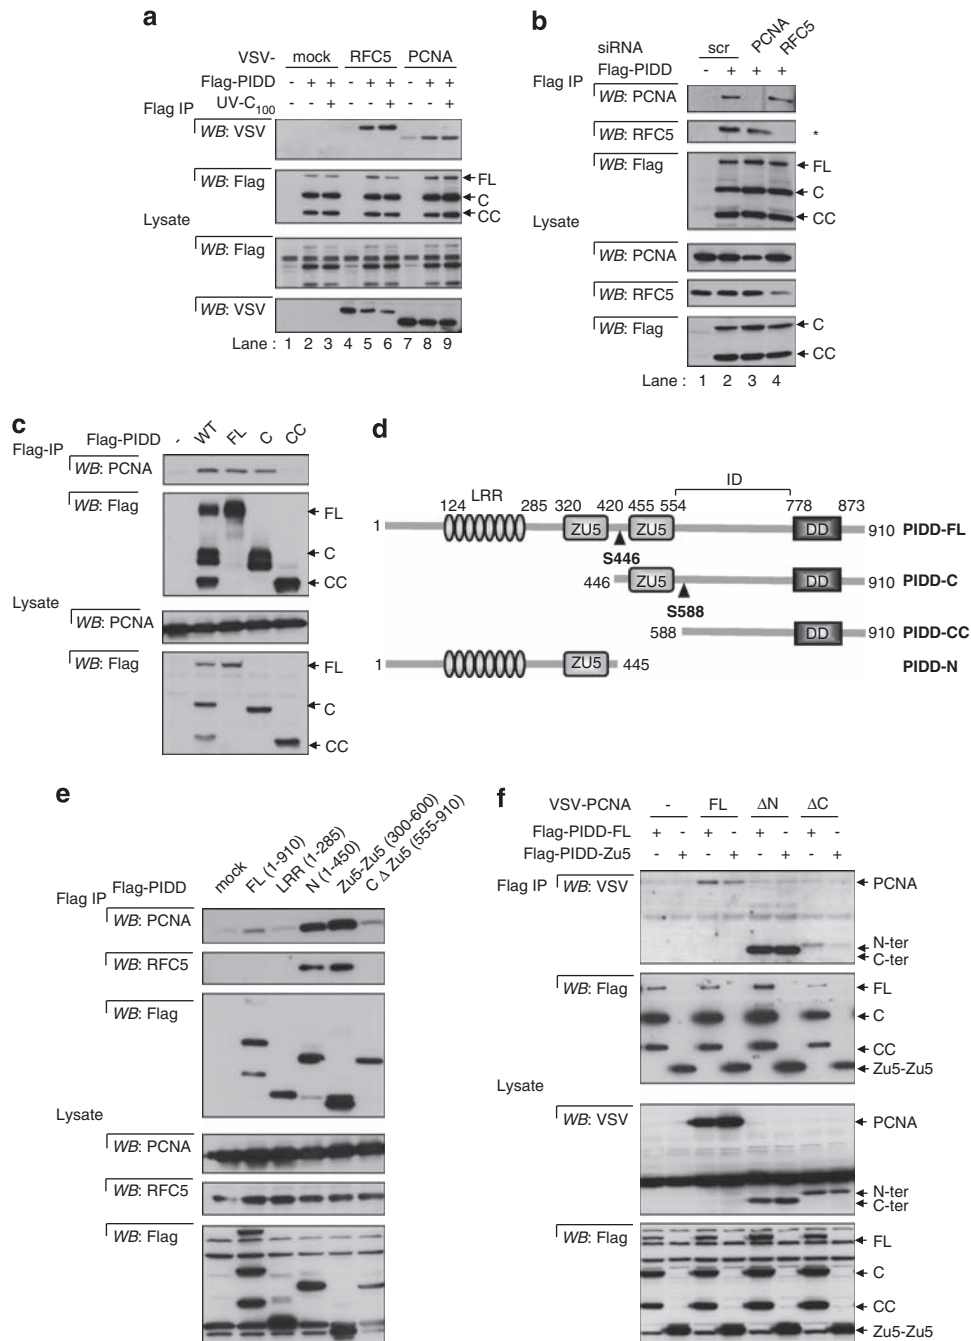 a
VSV- mock RFC5 PCNA
Flag-PIDD - + + - + + - + +
UV-C100 - - + - - + - - +
Flag IP
WB: VSV
WB: Flag
FL
C
CC
Lysate
WB: Flag
WB: VSV
Lane : 1 2 3 4 5 6 7 8 9
b
siRNA scr PCNA RFC5
Flag-PIDD - + + +
Flag IP
WB: PCNA
WB: RFC5 *
WB: Flag
FL
C
CC
Lysate
WB: PCNA
WB: RFC5
WB: Flag
C
CC
Lane : 1 2 3 4
c
Flag-PIDD - WT FL C CC
Flag-IP
WB: PCNA
WB: Flag
FL
C
CC
Lysate
WB: PCNA
WB: Flag
FL
C
CC
d
ID
LRR
124 285 320 420 455 554 778 873
1 ZU5 ZU5 DD 910 PIDD-FL
S446
446 ZU5 DD 910 PIDD-C
S588
588 DD 910 PIDD-CC
1 ZU5 445 PIDD-N
e
Flag-PIDD mock FL (1-910) LRR (1-285) N (1-450) Zu5-Zu5 (300-600) C Δ Zu5 (555-910)
Flag IP
WB: PCNA
WB: RFC5
WB: Flag
Lysate
WB: PCNA
WB: RFC5
WB: Flag
f
VSV-PCNA - FL ΔN ΔC
Flag-PIDD-FL + - + - + - + -
Flag-PIDD-Zu5 - + - + - + - +
Flag IP
WB: VSV
PCNA
N-ter
C-ter
WB: Flag
FL
C
CC
Zu5-Zu5
Lysate
WB: VSV
PCNA
N-ter
C-ter
WB: Flag
FL
C
CC
Zu5-Zu5